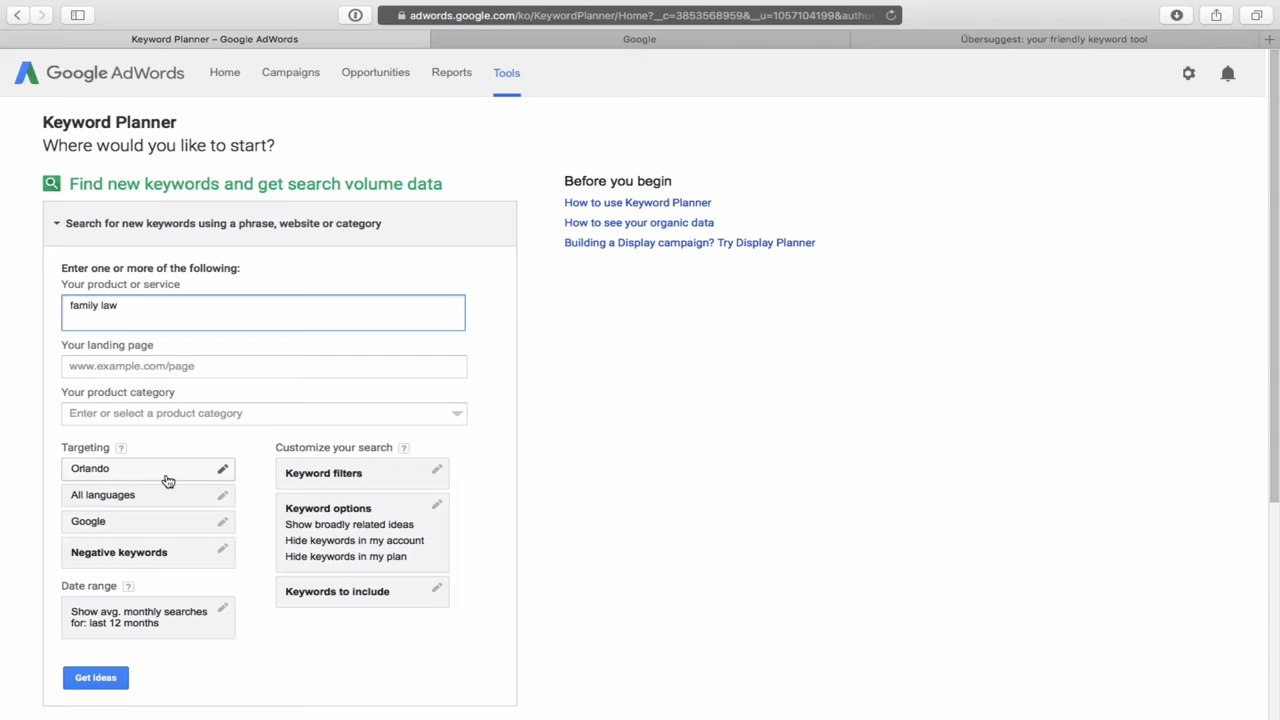 adwords.google.com/ko/KeywordPlanner/Home?__c=3853568959&__u=1057104199&authus
Keyword Planner – Google AdWords
Google
Übersuggest: your friendly keyword tool
Google AdWords
Home
Campaigns
Opportunities
Reports
Tools
Keyword Planner
Where would you like to start?
Find new keywords and get search volume data
Search for new keywords using a phrase, website or category
Enter one or more of the following:
Your product or service
family law
Your landing page
www.example.com/page
Your product category
Enter or select a product category
Targeting ?
Orlando
All languages
Google
Negative keywords
Date range ?
Show avg. monthly searches
for: last 12 months
Customize your search ?
Keyword filters
Keyword options
Show broadly related ideas
Hide keywords in my account
Hide keywords in my plan
Keywords to include
Get ideas
Before you begin
How to use Keyword Planner
How to see your organic data
Building a Display campaign? Try Display Planner